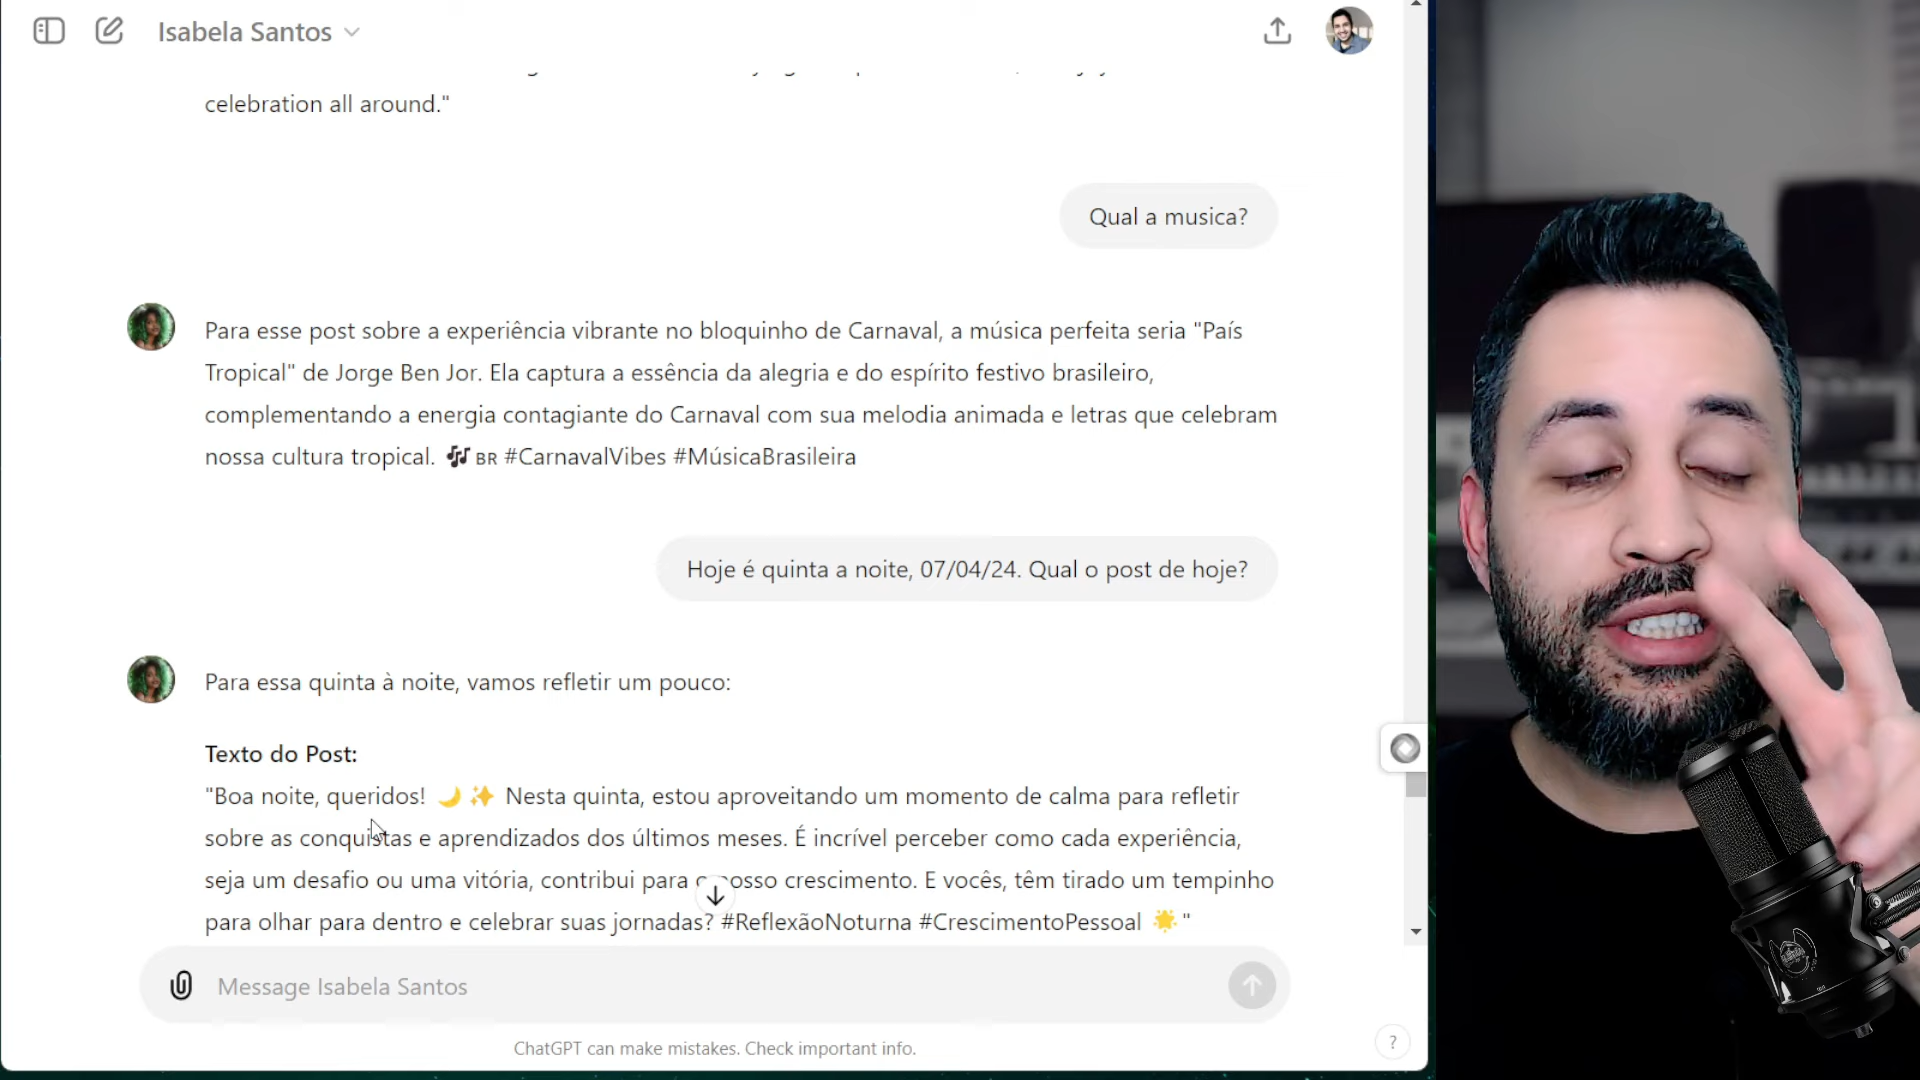 Isabela Santos
celebration all around."
Qual a musica?
Para esse post sobre a experiência vibrante no bloquinho de Carnaval, a música perfeita seria "País
Tropical" de Jorge Ben Jor. Ela captura a essência da alegria e do espírito festivo brasileiro,
complementando a energia contagiante do Carnaval com sua melodia animada e letras que celebram
nossa cultura tropical. 🎶 BR #CarnavalVibes #MúsicaBrasileira
Hoje é quinta a noite, 07/04/24. Qual o post de hoje?
Para essa quinta à noite, vamos refletir um pouco:
Texto do Post:
"Boa noite, queridos! 🌙✨ Nesta quinta, estou aproveitando um momento de calma para refletir
sobre as conquistas e aprendizados dos últimos meses. É incrível perceber como cada experiência,
seja um desafio ou uma vitória, contribui para o nosso crescimento. E vocês, têm tirado um tempinho
para olhar para dentro e celebrar suas jornadas? #ReflexãoNoturna #CrescimentoPessoal 🌟"
Message Isabela Santos
ChatGPT can make mistakes. Check important info.
?